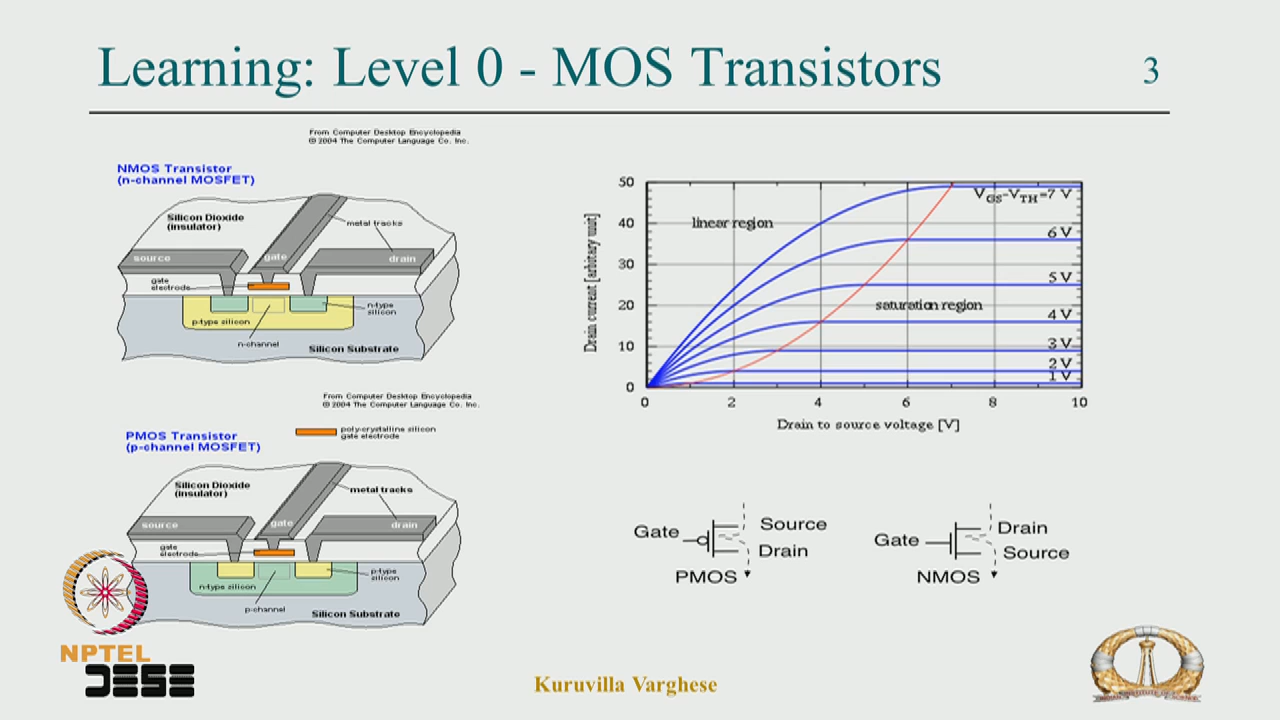 Learning: Level 0 - MOS Transistors
3
From Computer Desktop Encyclopedia
© 2004 The Computer Language Co. Inc.
NMOS Transistor
(n-channel MOSFET)
Silicon Dioxide
(insulator)
metal tracks
source
gate
drain
gate
electrode
n-type
silicon
p-type silicon
n-channel
Silicon Substrate
From Computer Desktop Encyclopedia
© 2004 The Computer Language Co. Inc.
PMOS Transistor
(p-channel MOSFET)
poly-crystalline silicon
gate electrode
Silicon Dioxide
(insulator)
metal tracks
source
gate
drain
gate
electrode
p-type
silicon
n-type silicon
p-channel
Silicon Substrate
Drain current [arbitary unit]
50
40
30
20
10
0
linear region
saturation region
VGS-VTH=7 V
6 V
5 V
4 V
3 V
2 V
1 V
0 2 4 6 8 10
Drain to source voltage [V]
Gate
Source
Drain
PMOS
Gate
Drain
Source
NMOS
NPTEL
DESE
Kuruvilla Varghese